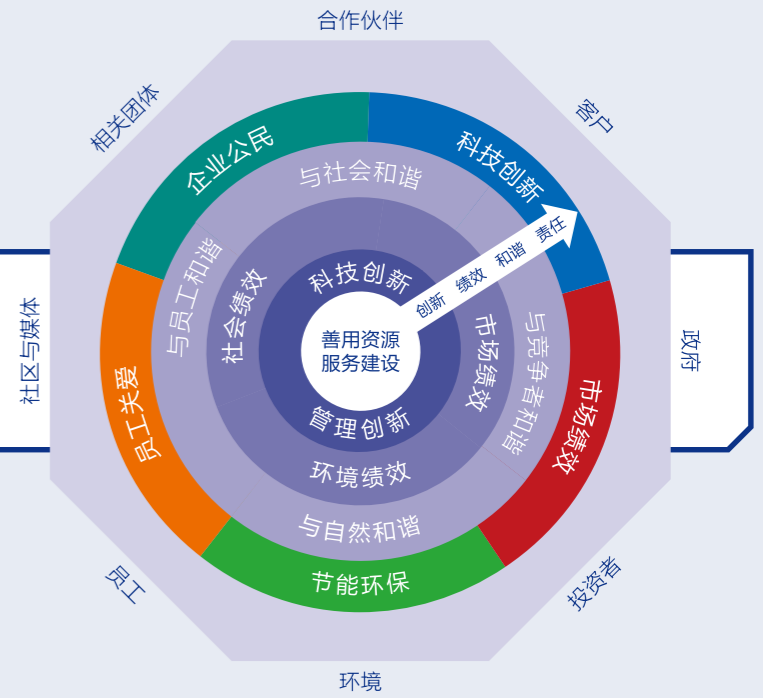 合作伙伴
相关团体
客户
企业公民
科技创新
与社会和谐
与员工和谐
社会绩效
科技创新
创新 绩效 和谐 责任
善用资源
服务建设
市场绩效
与竞争者和谐
社区与媒体
政府
员工关爱
市场绩效
管理创新
环境绩效
与自然和谐
节能环保
员工
投资者
环境